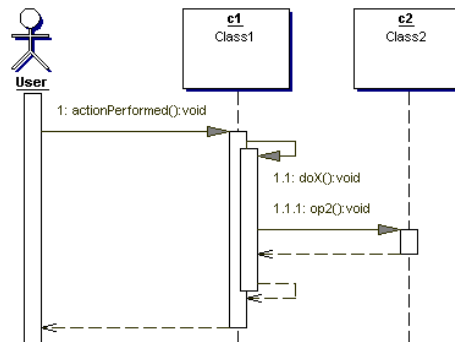 c1
Class1
c2
Class2
User
1: actionPerformed():void
1.1: doX():void
1.1.1: op2():void